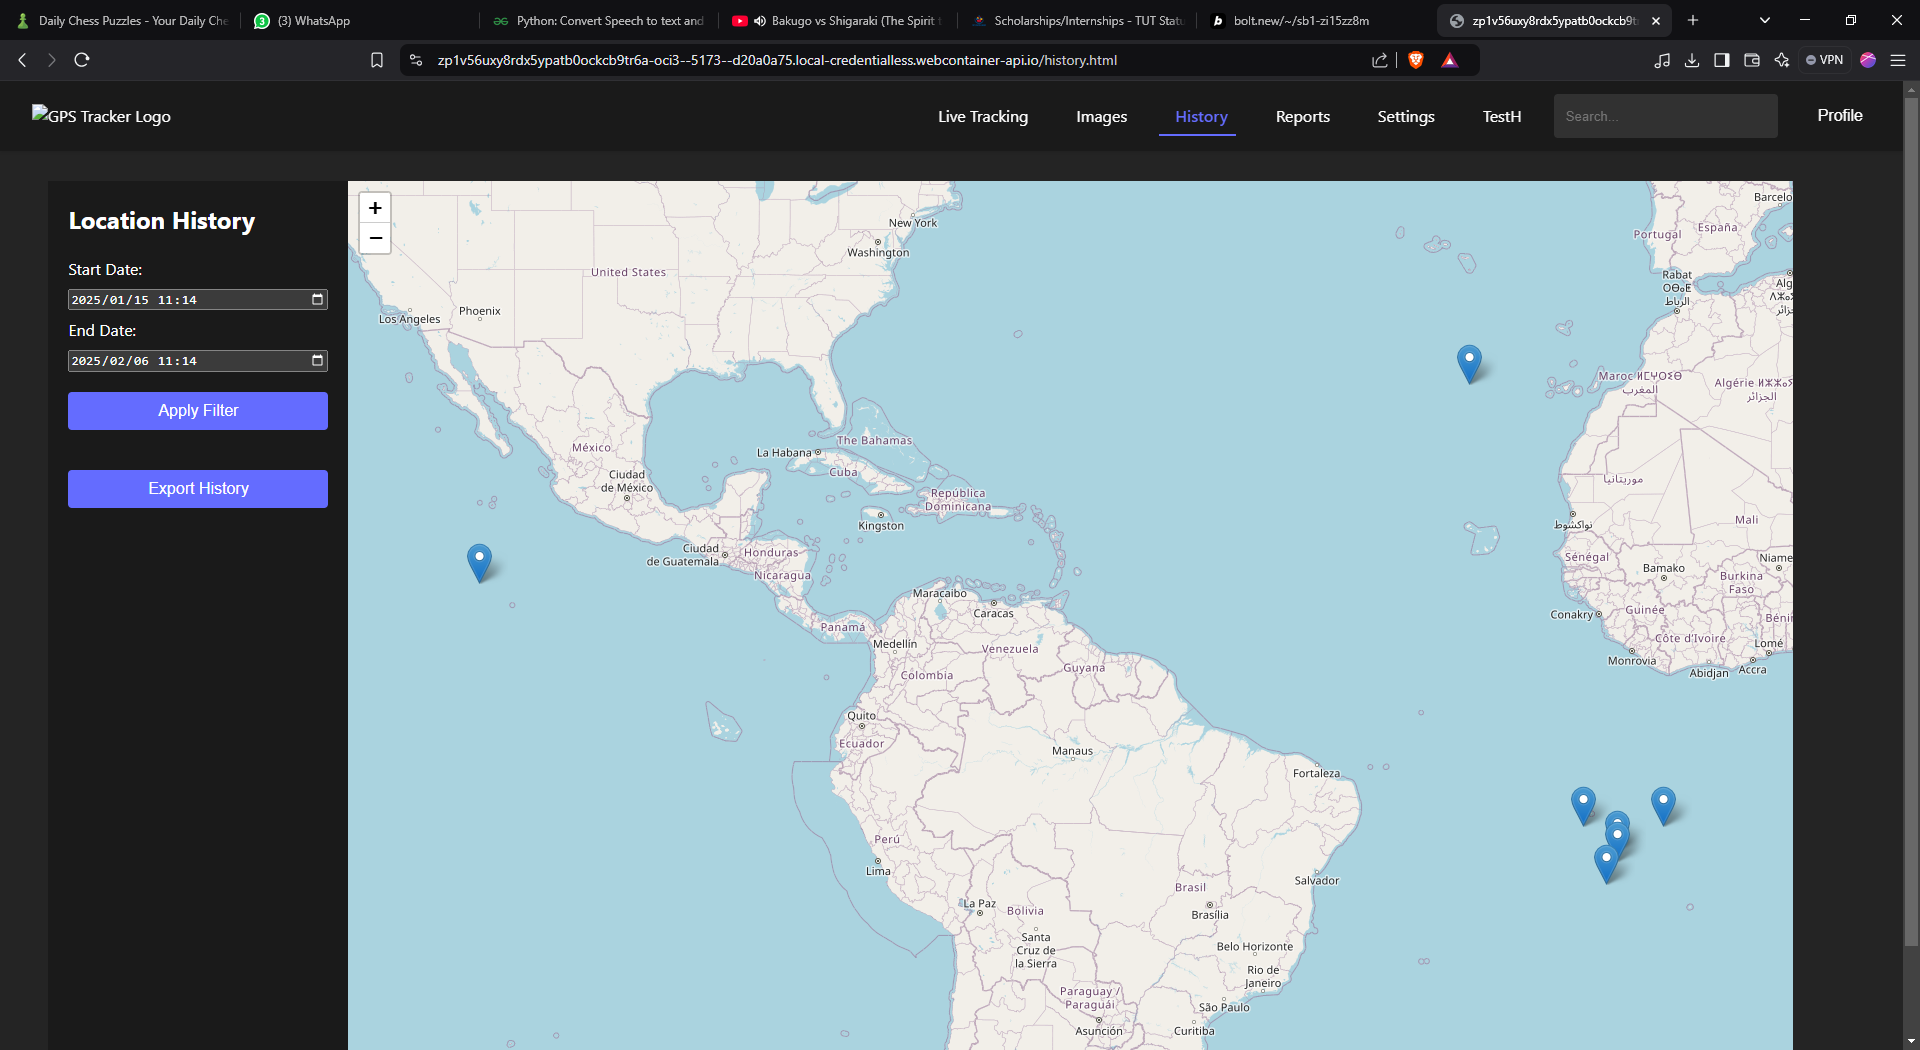 Daily Chess Puzzles - Your Daily Che
(3) WhatsApp
Python: Convert Speech to text and
Bakugo vs Shigaraki (The Spirit t
Scholarships/Internships - TUT Statu
bolt.new/~/sb1-zi15zz8m
zp1v56uxy8rdx5ypatb0ockcb9t
zp1v56uxy8rdx5ypatb0ockcb9tr6a-oci3--5173--d20a0a75.local-credentialless.webcontainer-api.io/history.html
VPN
GPS Tracker Logo
Live Tracking
Images
History
Reports
Settings
TestH
Search...
Profile
Location History
Start Date:
2025/01/15 11:14
End Date:
2025/02/06 11:14
Apply Filter
Export History
+
−
New York
Washington
United States
Phoenix
Los Angeles
México
Ciudad
de México
La Habana
The Bahamas
Cuba
República
Dominicana
Kingston
Ciudad
de Guatemala
Honduras
Nicaragua
Panamá
Maracaibo
Caracas
Medellín
Venezuela
Colombia
Guyana
Quito
Ecuador
Manaus
Fortaleza
Perú
Lima
La Paz
Bolivia
Santa
Cruz de
la Sierra
Brasil
Brasília
Salvador
Belo Horizonte
Rio de
Janeiro
São Paulo
Paraguay /
Paraguái
Asunción
Curitiba
Barcelo
Portugal
España
Rabat
ⵔⴱⴰⵟ
الرباط
Alg
Maroc ⵍⵎⵖⵔⵉⴱ
المغرب
الجزائر
موريتانيا
نواكشوط
Mali
Sénégal
Bamako
Niame
Burkina
Faso
Guinée
Conakry
Béni
Côte d'Ivoire
Lomé
Monrovia
Abidjan
Accra